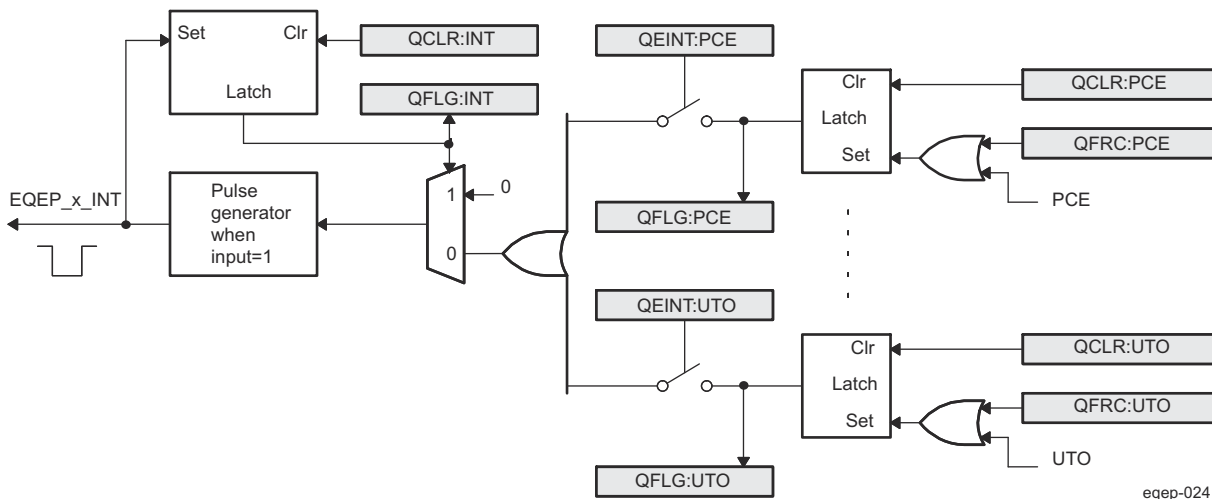 Set
Clr
Latch
QCLR:INT
QFLG:INT
EQEP_x_INT
Pulse
generator
when
input=1
1
0
0
QEINT:PCE
QFLG:PCE
Clr
Latch
Set
QCLR:PCE
QFRC:PCE
PCE
QEINT:UTO
QFLG:UTO
Clr
Latch
Set
QCLR:UTO
QFRC:UTO
UTO
eqep-024